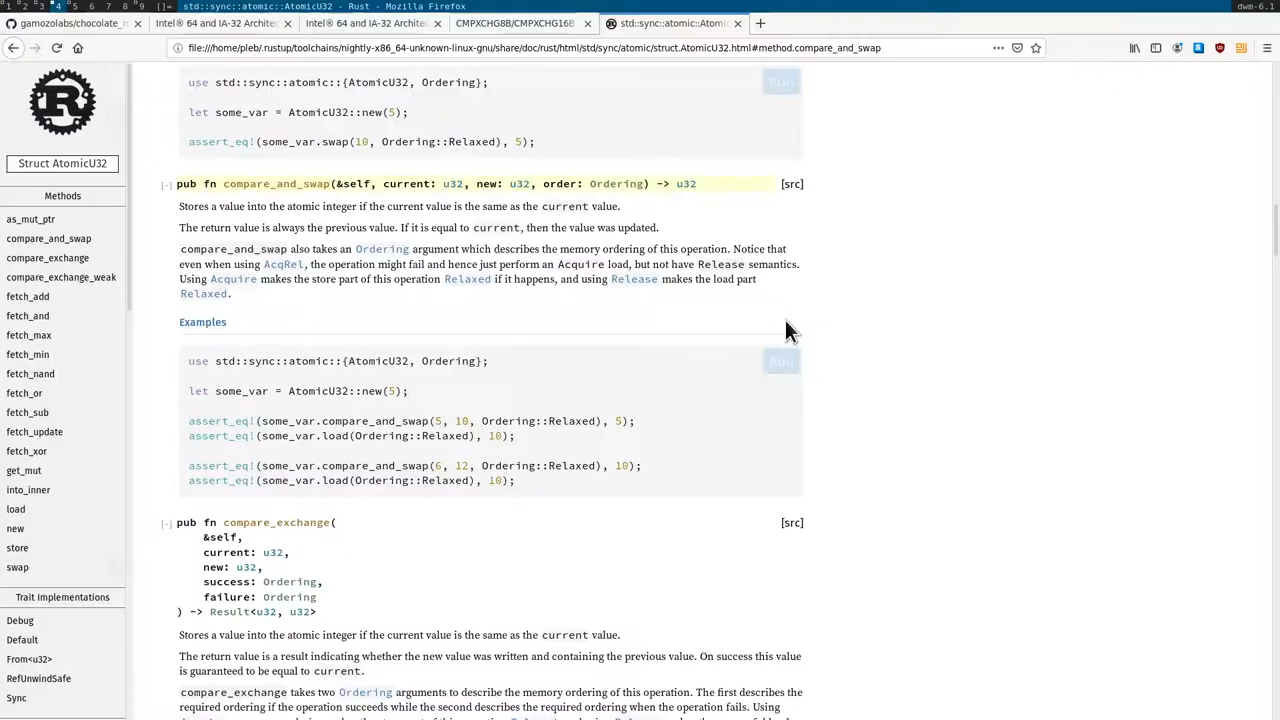 1 2 3 4 5 6 7 8 9 []= std::sync::atomic::AtomicU32 - Rust - Mozilla Firefox dwm-6.1
gamozolabs/chocolate_m × Intel® 64 and IA-32 Architec × Intel® 64 and IA-32 Architec × CMPXCHG8B/CMPXCHG16B × std::sync::atomic::AtomicU × +
file:///home/pleb/.rustup/toolchains/nightly-x86_64-unknown-linux-gnu/share/doc/rust/html/std/sync/atomic/struct.AtomicU32.html#method.compare_and_swap
R
Struct AtomicU32
Methods
as_mut_ptr
compare_and_swap
compare_exchange
compare_exchange_weak
fetch_add
fetch_and
fetch_max
fetch_min
fetch_nand
fetch_or
fetch_sub
fetch_update
fetch_xor
get_mut
into_inner
load
new
store
swap
Trait Implementations
Debug
Default
From<u32>
RefUnwindSafe
Sync
use std::sync::atomic::{AtomicU32, Ordering};
Run
let some_var = AtomicU32::new(5);
assert_eq!(some_var.swap(10, Ordering::Relaxed), 5);
[-] pub fn compare_and_swap(&self, current: u32, new: u32, order: Ordering) -> u32 [src]
Stores a value into the atomic integer if the current value is the same as the current value.
The return value is always the previous value. If it is equal to current, then the value was updated.
compare_and_swap also takes an Ordering argument which describes the memory ordering of this operation. Notice that
even when using AcqRel, the operation might fail and hence just perform an Acquire load, but not have Release semantics.
Using Acquire makes the store part of this operation Relaxed if it happens, and using Release makes the load part
Relaxed.
Examples
use std::sync::atomic::{AtomicU32, Ordering};
Run
let some_var = AtomicU32::new(5);
assert_eq!(some_var.compare_and_swap(5, 10, Ordering::Relaxed), 5);
assert_eq!(some_var.load(Ordering::Relaxed), 10);
assert_eq!(some_var.compare_and_swap(6, 12, Ordering::Relaxed), 10);
assert_eq!(some_var.load(Ordering::Relaxed), 10);
[-] pub fn compare_exchange( [src]
&self,
current: u32,
new: u32,
success: Ordering,
failure: Ordering
) -> Result<u32, u32>
Stores a value into the atomic integer if the current value is the same as the current value.
The return value is a result indicating whether the new value was written and containing the previous value. On success this value
is guaranteed to be equal to current.
compare_exchange takes two Ordering arguments to describe the memory ordering of this operation. The first describes the
required ordering if the operation succeeds while the second describes the required ordering when the operation fails. Using